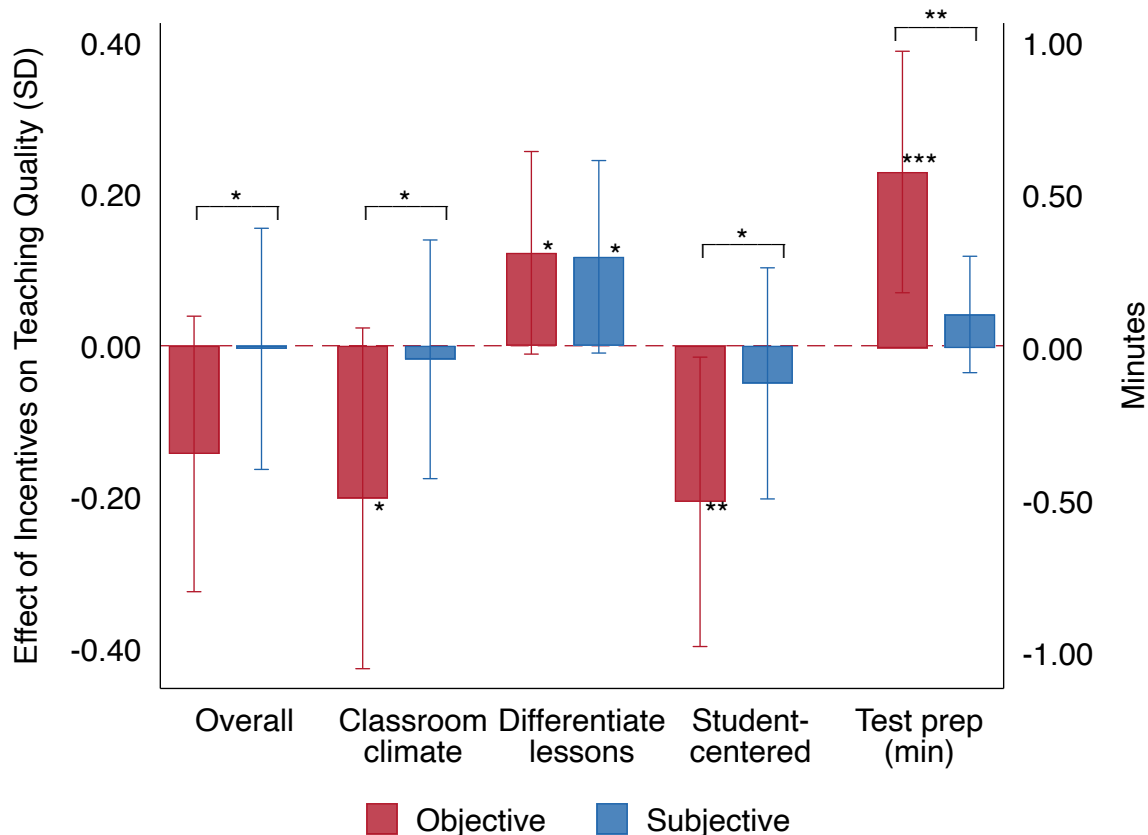 Effect of Incentives on Teaching Quality (SD)
0.40
0.20
0.00
-0.20
-0.40
*
*
*
*
*
*
**
***
**
1.00
0.50
0.00
-0.50
-1.00
Minutes
Overall
Classroom
climate
Differentiate
lessons
Student-
centered
Test prep
(min)
Objective
Subjective